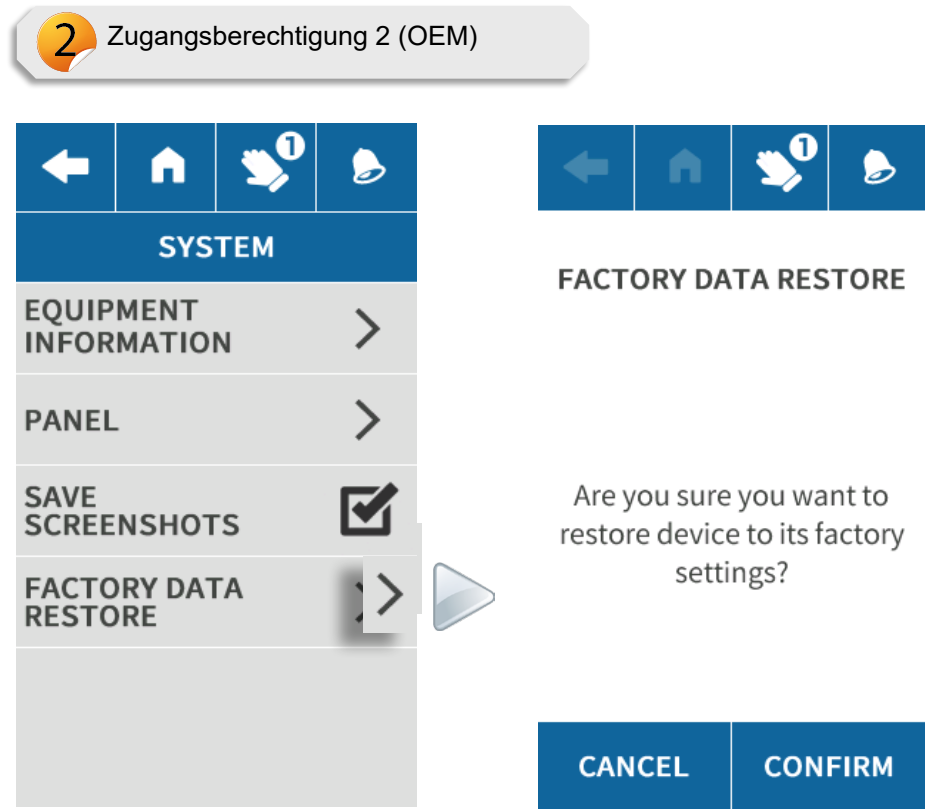 2
Zugangsberechtigung 2 (OEM)
1
SYSTEM
EQUIPMENT
INFORMATION
PANEL
SAVE
SCREENSHOTS
FACTORY DATA
RESTORE
1
FACTORY DATA RESTORE
Are you sure you want to
restore device to its factory
settings?
CANCEL
CONFIRM